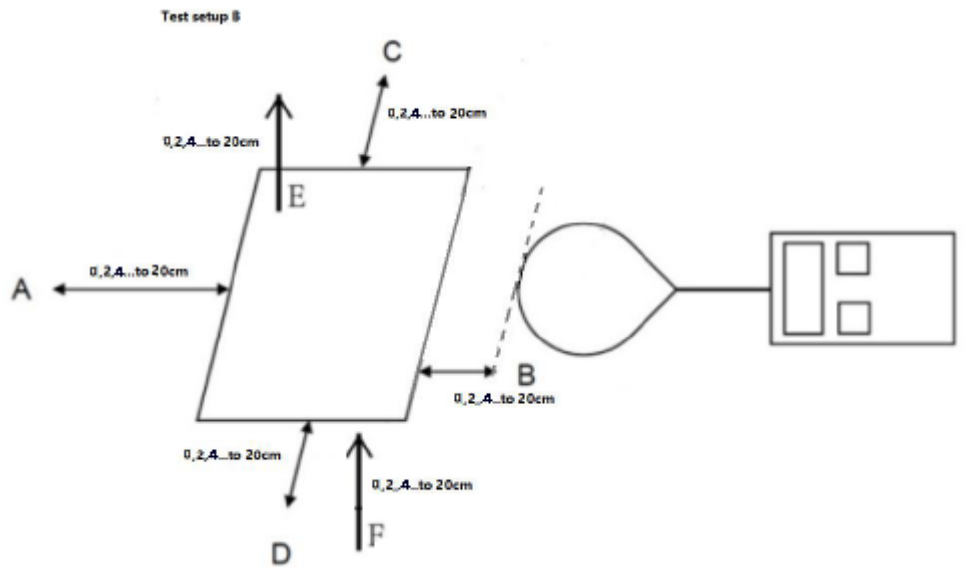 Test setup B
C
0,2,4...to 20cm
0,2,4...to 20cm
E
0,2,4...to 20cm
A
B
0,2,.4...to 20cm
0,2,4...to 20cm
0,2,.4...to 20cm
F
D